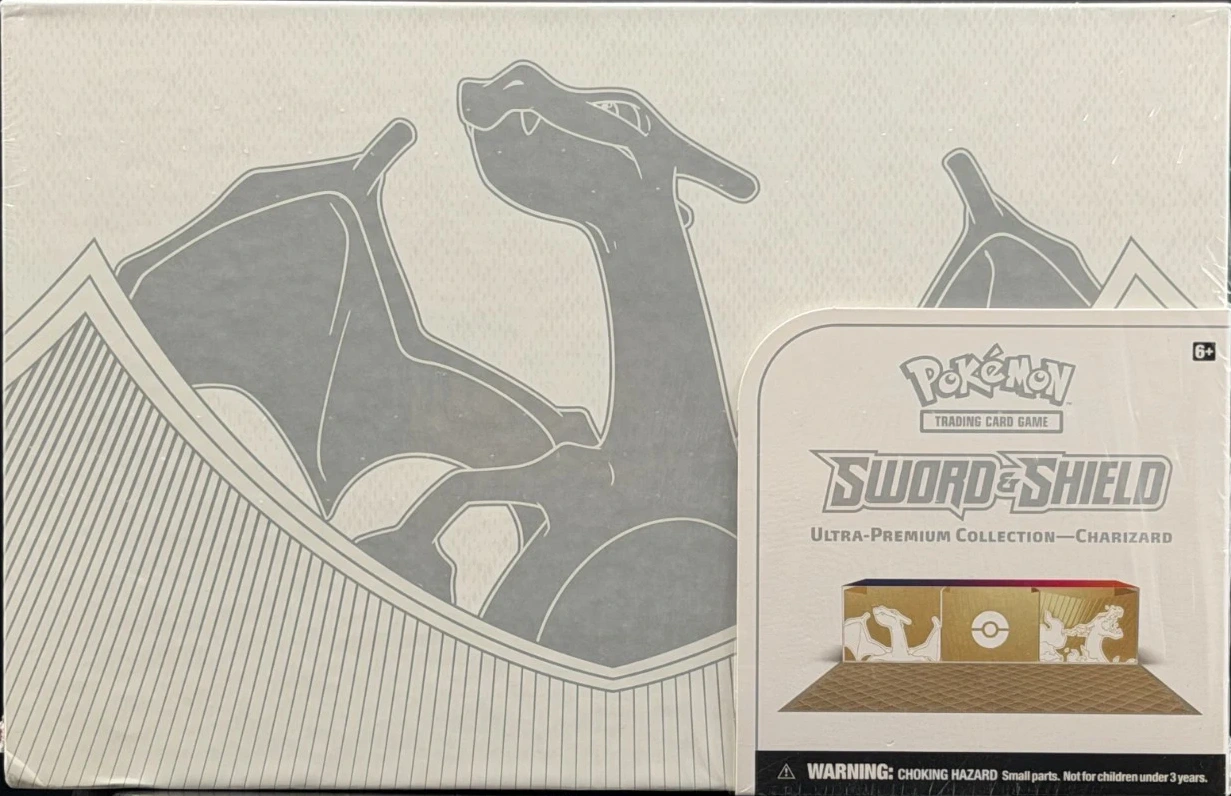 6+
POKéMON
TRADING CARD GAME
SWORD & SHIELD
ULTRA-PREMIUM COLLECTION—CHARIZARD
WARNING: CHOKING HAZARD Small parts. Not for children under 3 years.